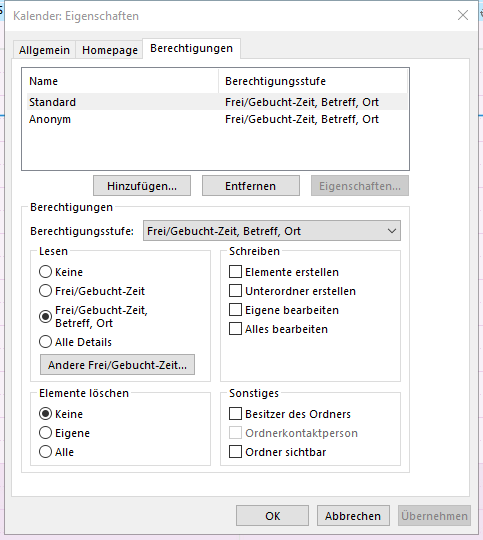 Kalender: Eigenschaften
Allgemein Homepage Berechtigungen
Name Berechtigungsstufe
Standard Frei/Gebucht-Zeit, Betreff, Ort
Anonym Frei/Gebucht-Zeit, Betreff, Ort
Hinzufügen... Entfernen Eigenschaften...
Berechtigungen
Berechtigungsstufe: Frei/Gebucht-Zeit, Betreff, Ort
Lesen
Keine
Frei/Gebucht-Zeit
Frei/Gebucht-Zeit,
Betreff, Ort
Alle Details
Andere Frei/Gebucht-Zeit...
Schreiben
Elemente erstellen
Unterordner erstellen
Eigene bearbeiten
Alles bearbeiten
Elemente löschen
Keine
Eigene
Alle
Sonstiges
Besitzer des Ordners
Ordnerkontaktperson
Ordner sichtbar
OK Abbrechen Übernehmen